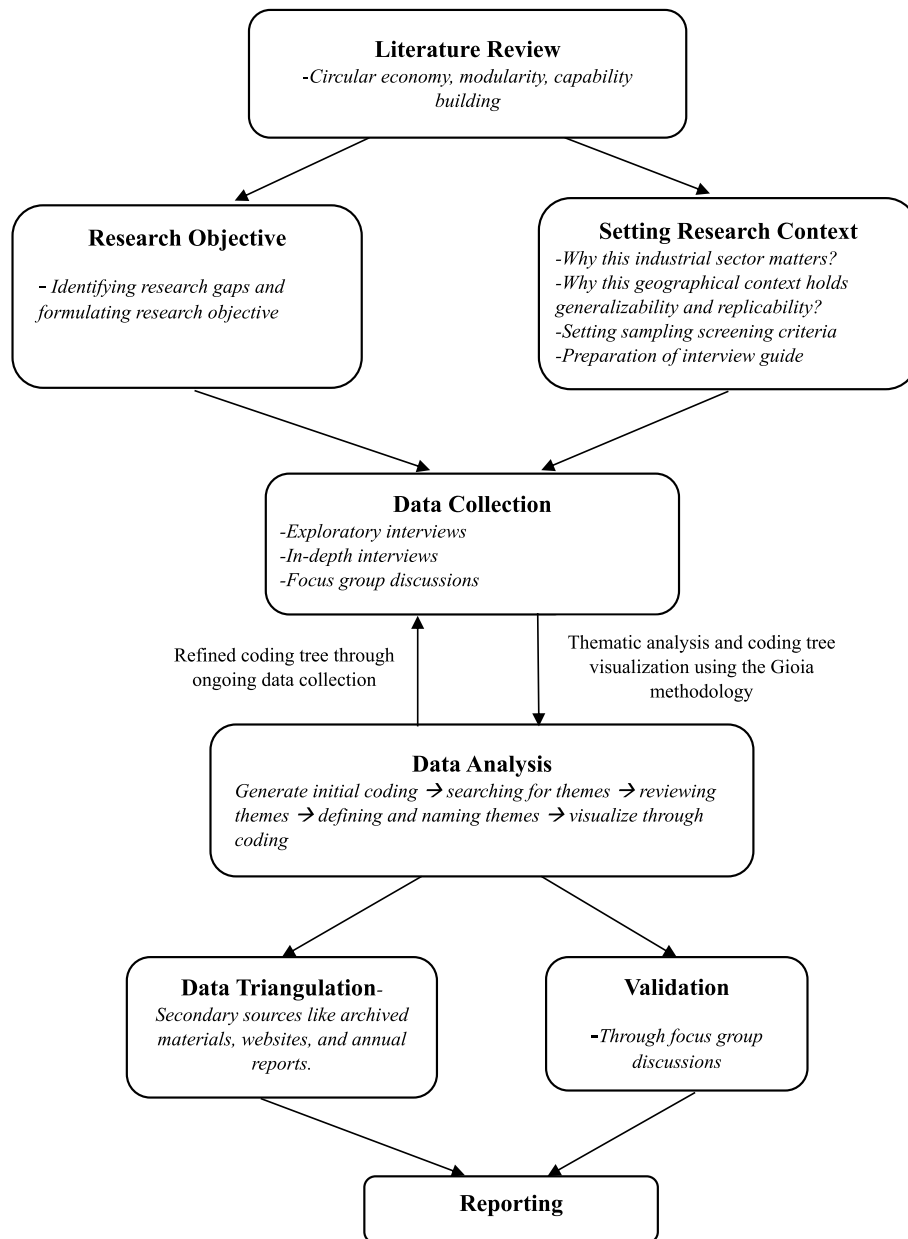 Literature Review
-Circular economy, modularity, capability
building
Research Objective
- Identifying research gaps and
formulating research objective
Setting Research Context
-Why this industrial sector matters?
-Why this geographical context holds
generalizability and replicability?
-Setting sampling screening criteria
-Preparation of interview guide
Data Collection
-Exploratory interviews
-In-depth interviews
-Focus group discussions
Refined coding tree through
ongoing data collection
Thematic analysis and coding tree
visualization using the Gioia
methodology
Data Analysis
Generate initial coding → searching for themes → reviewing
themes → defining and naming themes → visualize through
coding
Data Triangulation-
Secondary sources like archived
materials, websites, and annual
reports.
Validation
-Through focus group
discussions
Reporting